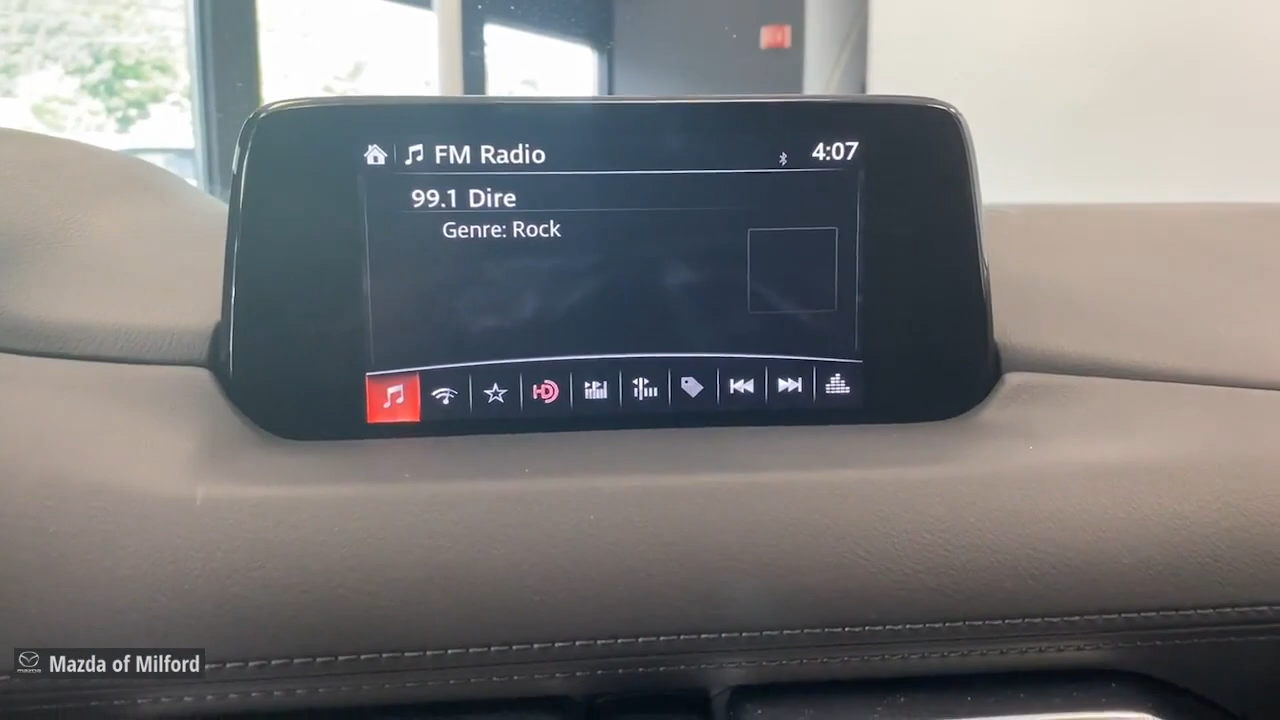 FM Radio
4:07
99.1 Dire
Genre: Rock
HD
Mazda of Milford